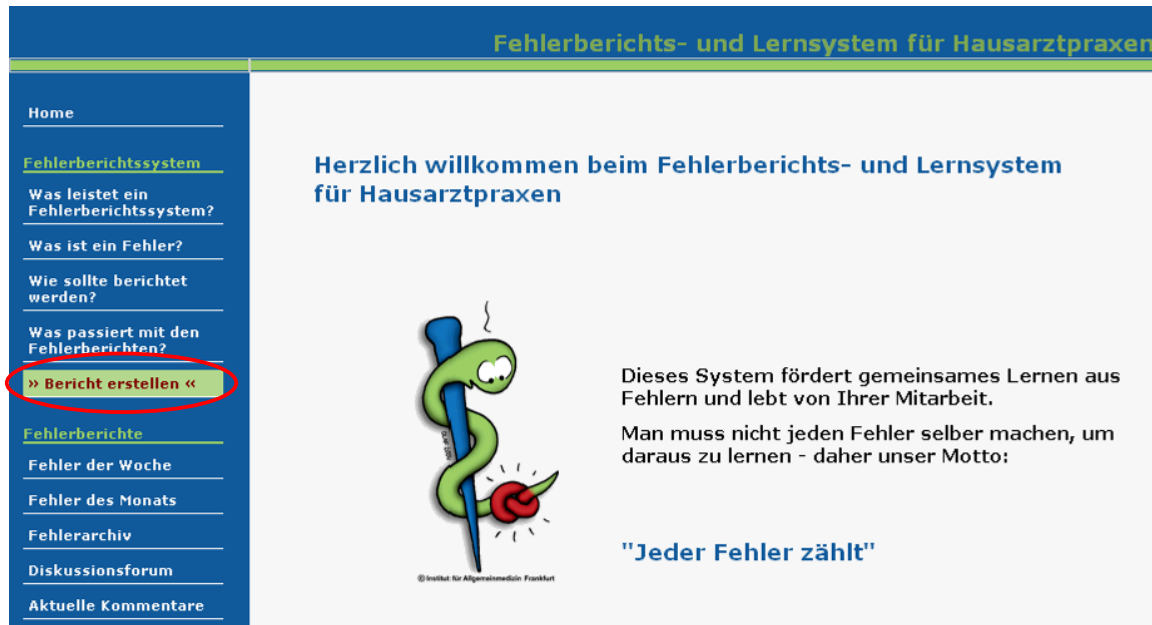 Fehlerberichts- und Lernsystem für Hausarztpraxen
Home
Fehlerberichtssystem
Was leistet ein
Fehlerberichtssystem?
Was ist ein Fehler?
Wie sollte berichtet
werden?
Was passiert mit den
Fehlerberichten?
» Bericht erstellen «
Fehlerberichte
Fehler der Woche
Fehler des Monats
Fehlerarchiv
Diskussionsforum
Aktuelle Kommentare
Herzlich willkommen beim Fehlerberichts- und Lernsystem
für Hausarztpraxen
Dieses System fördert gemeinsames Lernen aus
Fehlern und lebt von Ihrer Mitarbeit.
Man muss nicht jeden Fehler selber machen, um
daraus zu lernen - daher unser Motto:
"Jeder Fehler zählt"
© Institut für Allgemeinmedizin Frankfurt